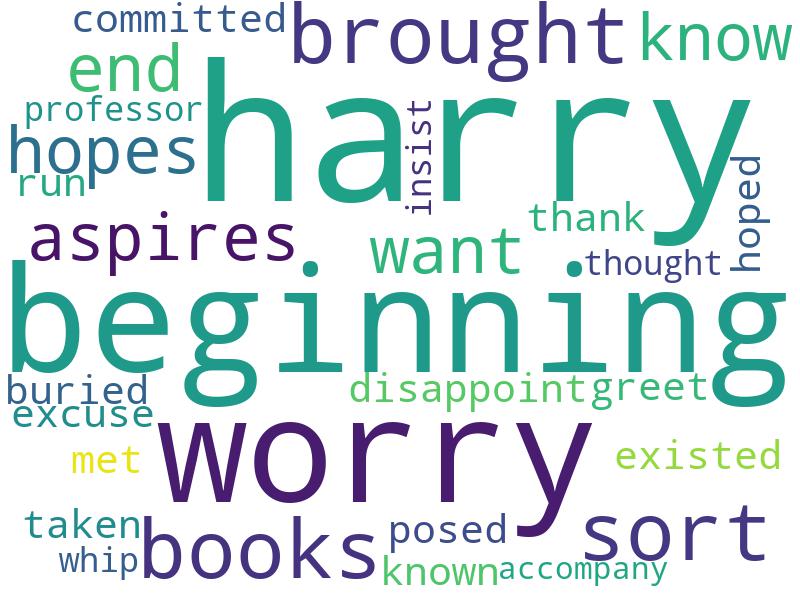 committed brought know
end harry
professor insist
hopes
run hoped
aspires want thank
thought
beginning
buried disappoint greet
excuse
met worry existed
taken books posed sort
whip known accompany